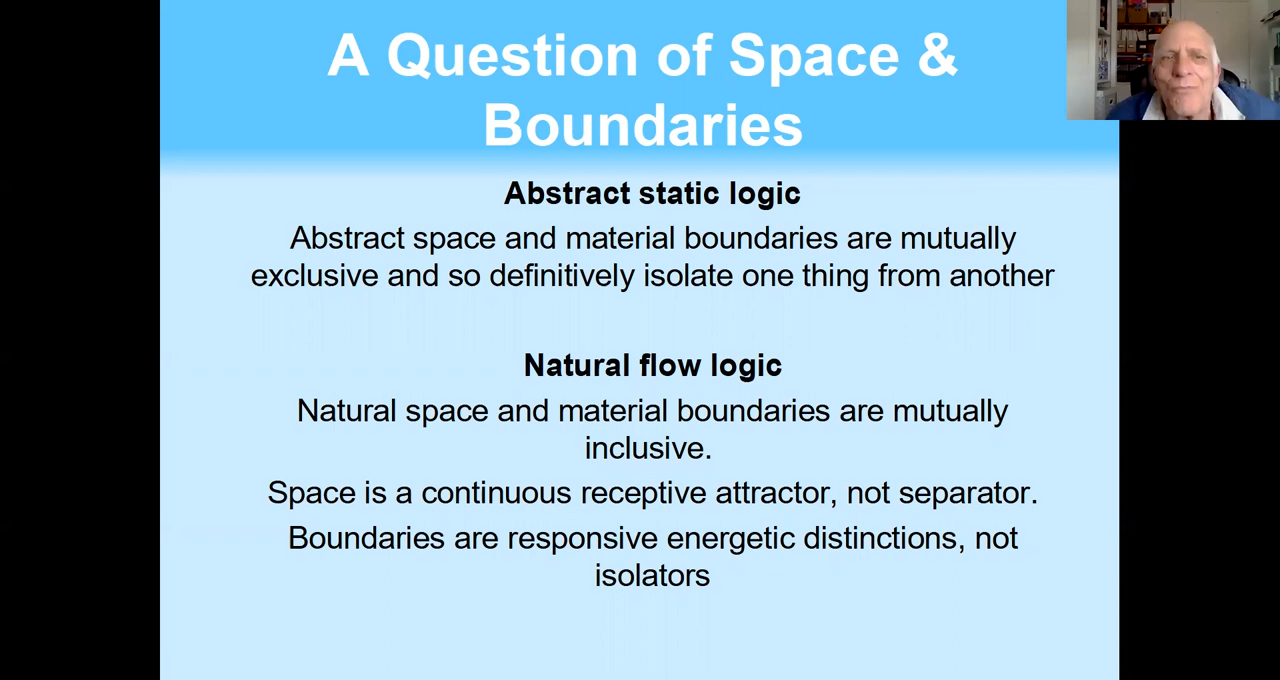 A Question of Space &
Boundaries
Abstract static logic
Abstract space and material boundaries are mutually
exclusive and so definitively isolate one thing from another
Natural flow logic
Natural space and material boundaries are mutually
inclusive.
Space is a continuous receptive attractor, not separator.
Boundaries are responsive energetic distinctions, not
isolators